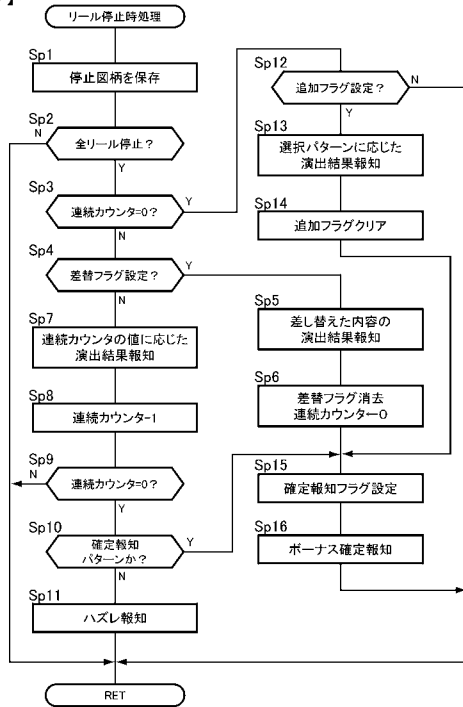 】
リール停止時処理
Sp1
停止図柄を保存
Sp2
N
全リール停止？
Y
Sp3
連続カウンタ=0？
Y
N
Sp4
差替フラグ設定？
Y
N
Sp7
連続カウンタの値に応じた
演出結果報知
Sp8
連続カウンタ-1
Sp9
N
連続カウンタ=0？
Y
Sp10
確定報知
パターンか？
Y
N
Sp11
ハズレ報知
RET
Sp12
追加フラグ設定？
N
Y
Sp13
選択パターンに応じた
演出結果報知
Sp14
追加フラグクリア
Sp5
差し替えた内容の
演出結果報知
Sp6
差替フラグ消去
連続カウンタ←0
Sp15
確定報知フラグ設定
Sp16
ボーナス確定報知